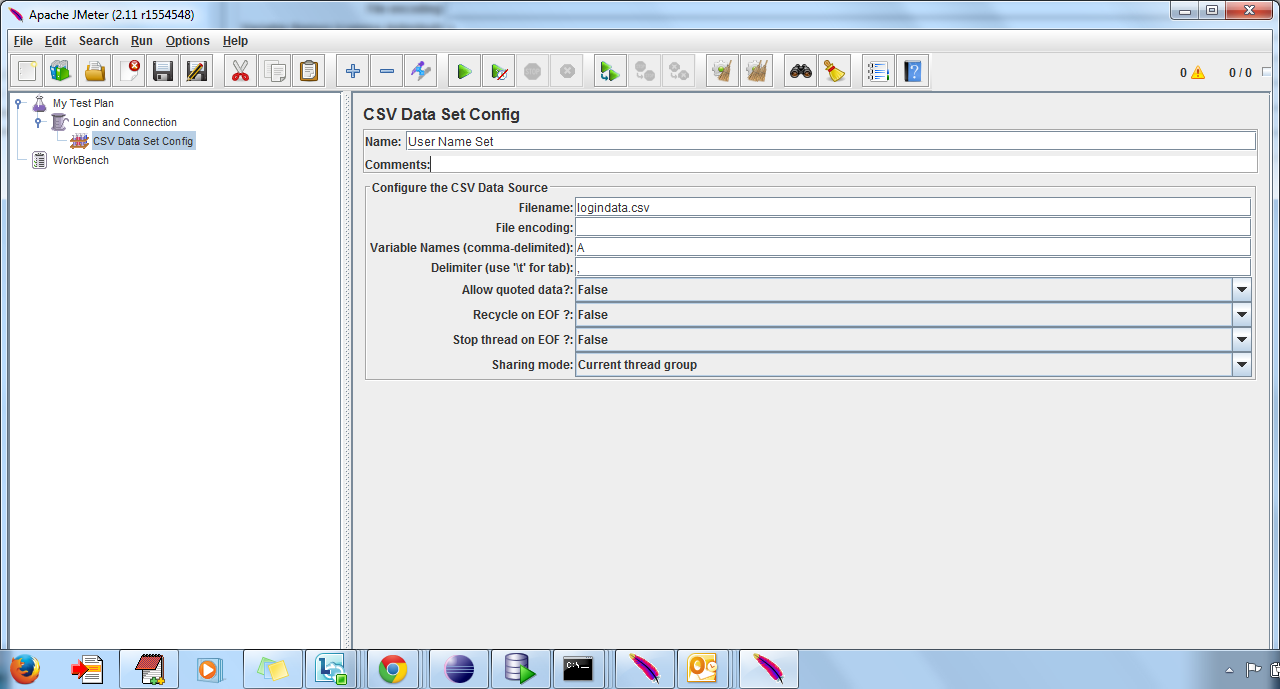 Apache JMeter (2.11 r1554548)
File Edit Search Run Options Help
0 0 / 0
My Test Plan
Login and Connection
CSV Data Set Config
WorkBench
CSV Data Set Config
Name: User Name Set
Comments:
Configure the CSV Data Source
Filename: logindata.csv
File encoding:
Variable Names (comma-delimited): A
Delimiter (use '\t' for tab): ,
Allow quoted data?: False
Recycle on EOF ?: False
Stop thread on EOF ?: False
Sharing mode: Current thread group